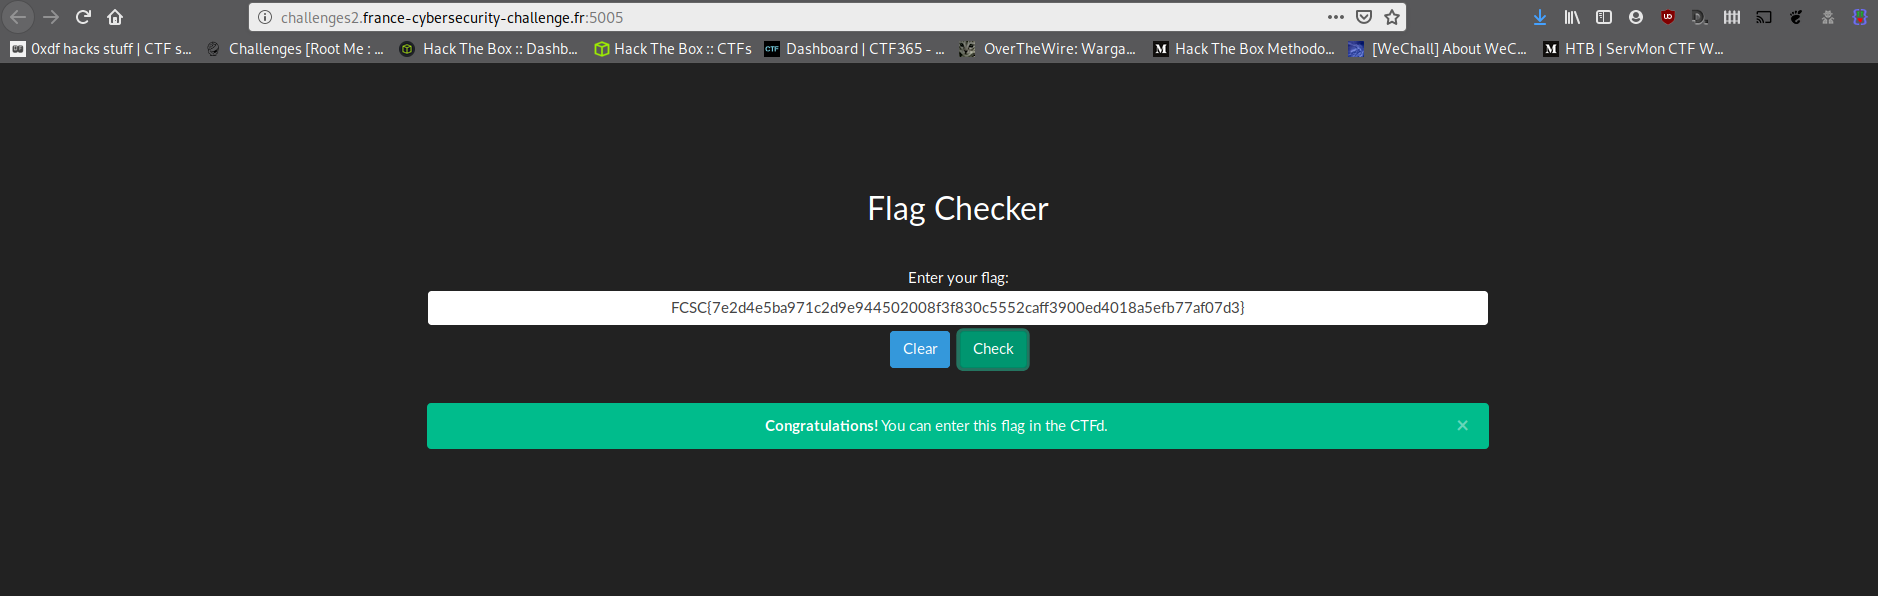 challenges2.france-cybersecurity-challenge.fr:5005
0xdf hacks stuff | CTF s... Challenges [Root Me : ... Hack The Box :: Dashb... Hack The Box :: CTFs CTF Dashboard | CTF365 - ... OverTheWire: Warga... M Hack The Box Methodo... [WeChall] About WeC... M HTB | ServMon CTF W...
Flag Checker
Enter your flag:
FCSC{7e2d4e5ba971c2d9e944502008f3f830c5552caff3900ed4018a5efb77af07d3}
Clear Check
Congratulations! You can enter this flag in the CTFd. ×